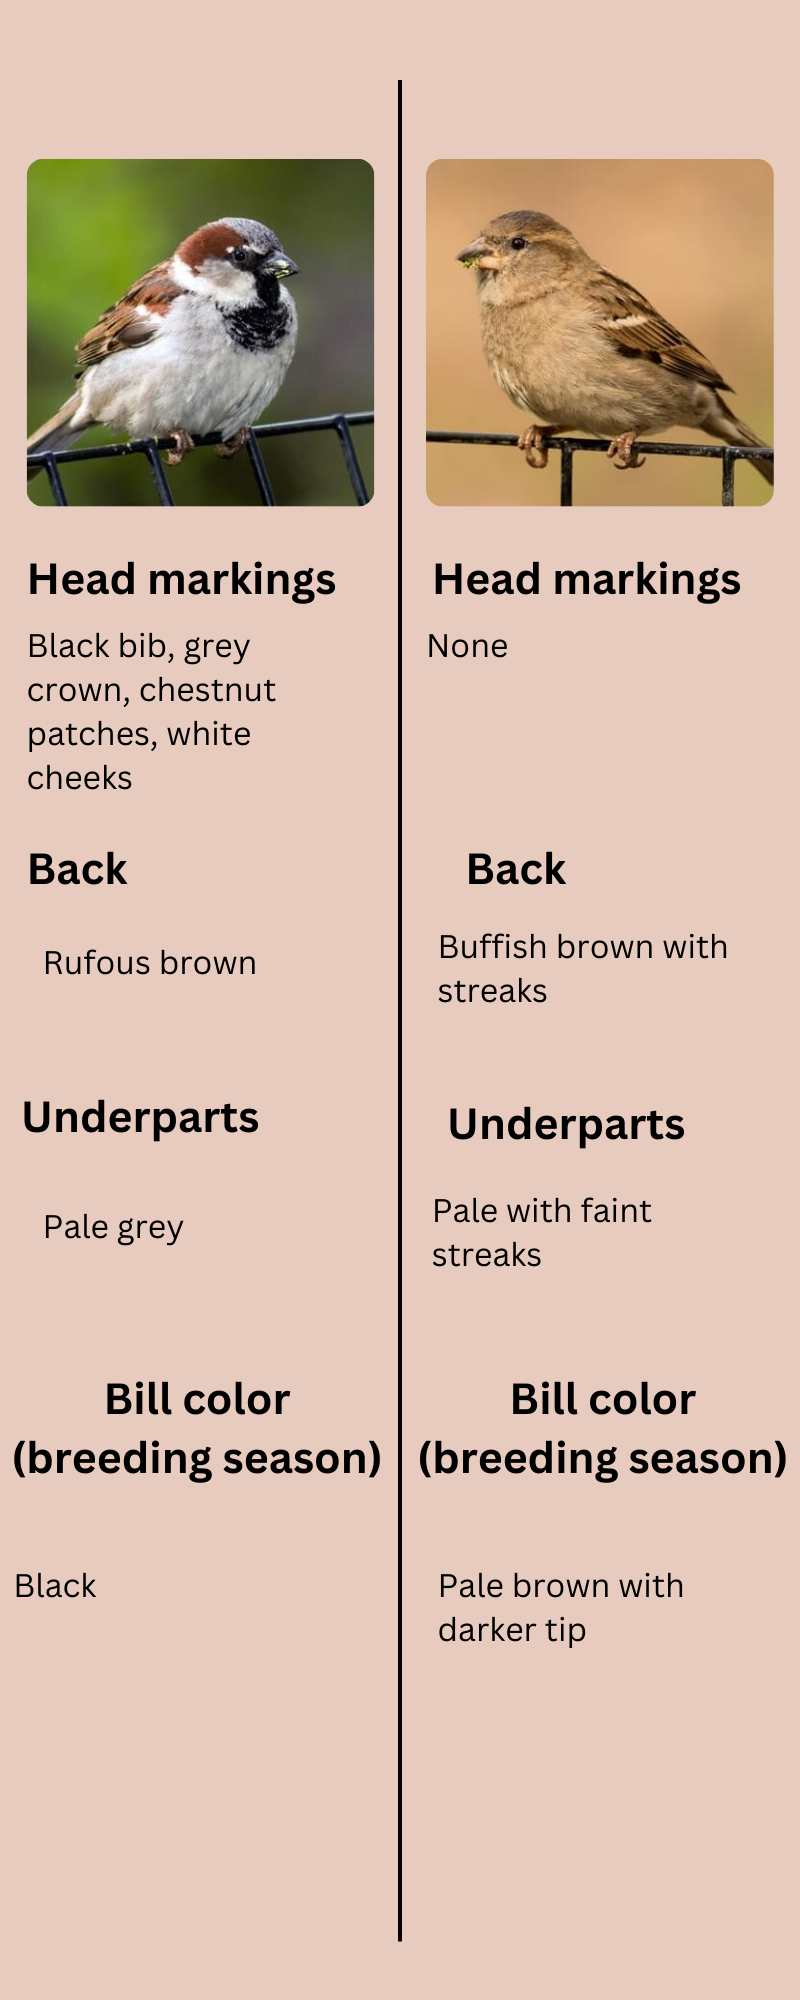 Head markings
Black bib, grey
crown, chestnut
patches, white
cheeks
Back
Rufous brown
Underparts
Pale grey
Bill color
(breeding season)
Black
Head markings
None
Back
Buffish brown with
streaks
Underparts
Pale with faint
streaks
Bill color
(breeding season)
Pale brown with
darker tip